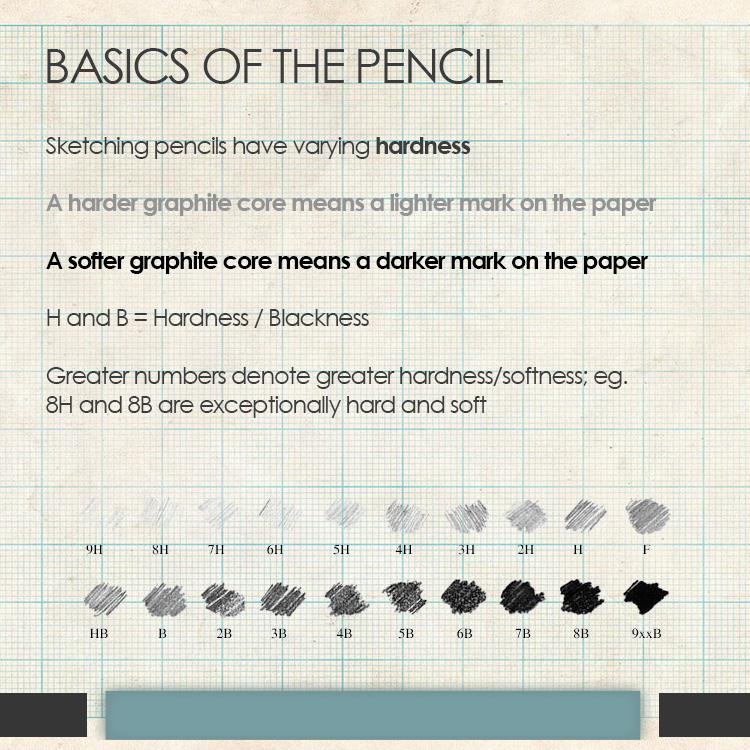 BASICS OF THE PENCIL
Sketching pencils have varying hardness
A harder graphite core means a lighter mark on the paper
A softer graphite core means a darker mark on the paper
H and B = Hardness / Blackness
Greater numbers denote greater hardness/softness; eg.
8H and 8B are exceptionally hard and soft
9H 8H 7H 6H 5H 4H 3H 2H H F
HB B 2B 3B 4B 5B 6B 7B 8B 9xxB